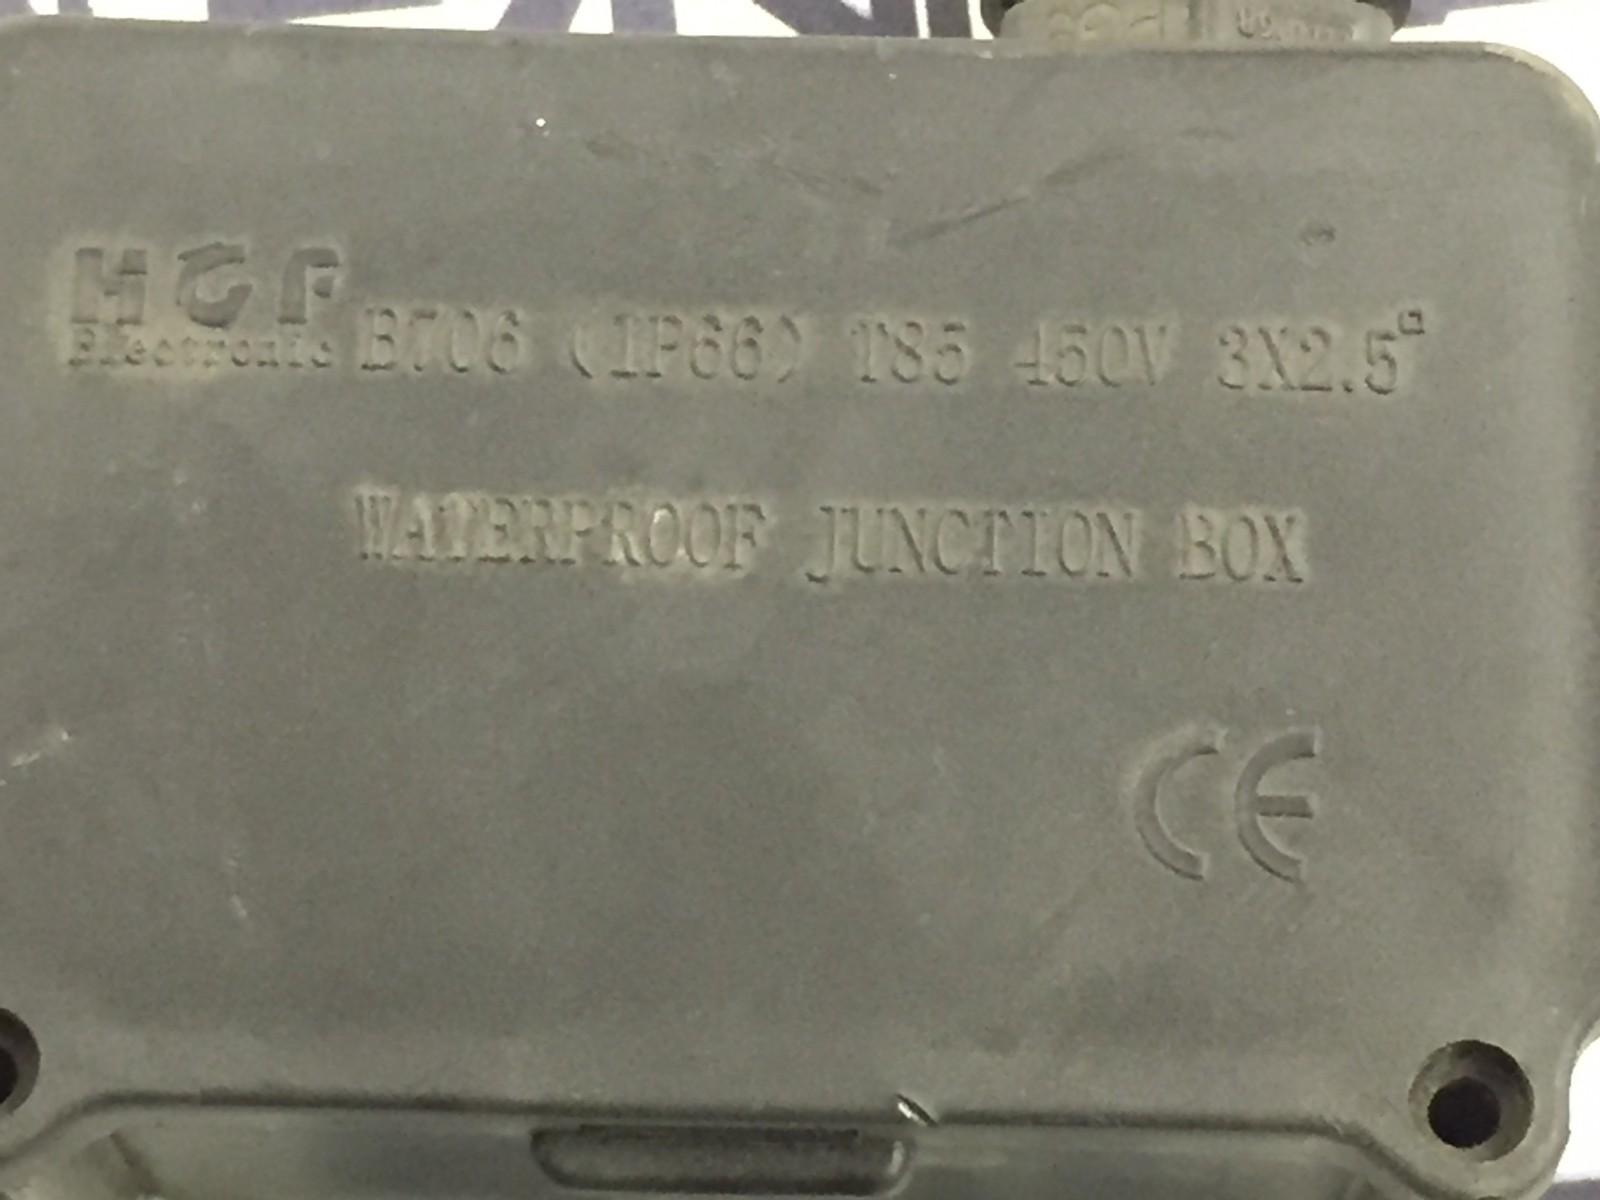 HGF
Electronic B706 (IP66) T85 450V 3X2.5□
WATERPROOF JUNCTION BOX
CE